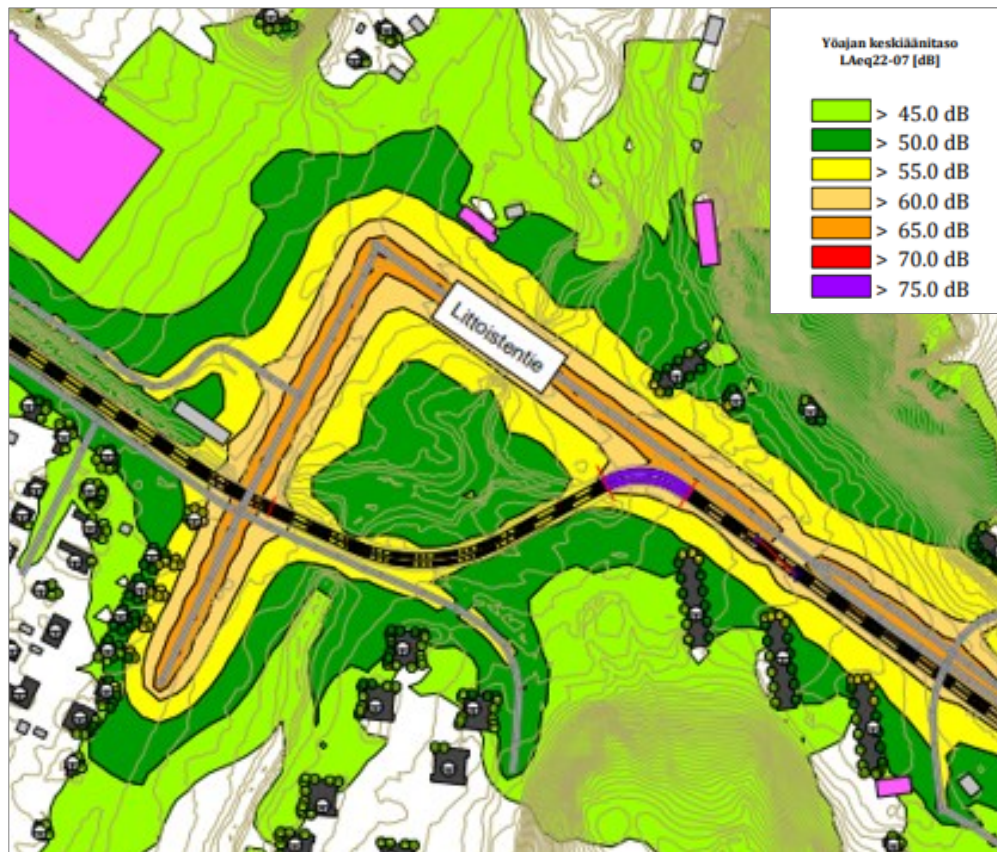 Yöajan keskiäänitaso
LAeq22-07 [dB]
> 45.0 dB
> 50.0 dB
> 55.0 dB
> 60.0 dB
> 65.0 dB
> 70.0 dB
> 75.0 dB
Littoistentie